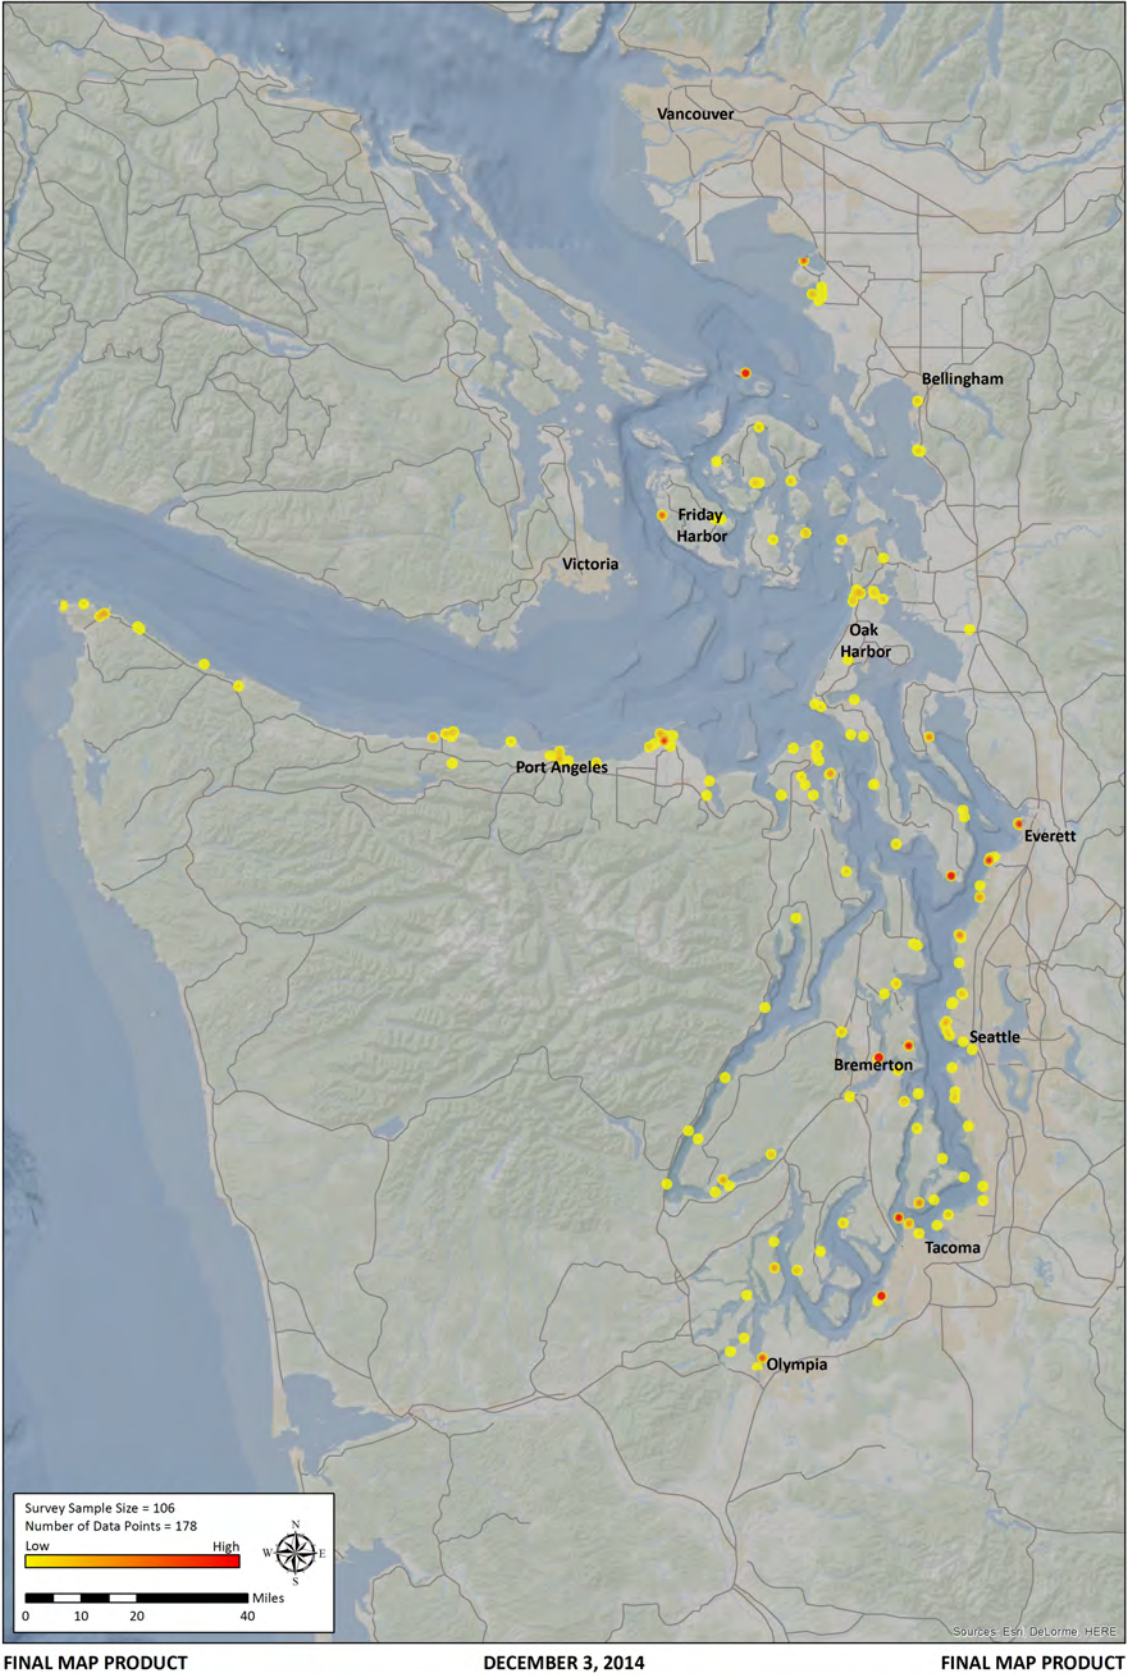 Vancouver
Bellingham
Friday
Harbor
Victoria
Oak
Harbor
Port Angeles
Everett
Seattle
Bremerton
Tacoma
Olympia
Survey Sample Size = 106
Number of Data Points = 178
Low High
N
W E
S
Miles
0 10 20 40
Sources: Esri, DeLorme, HERE
FINAL MAP PRODUCT DECEMBER 3, 2014 FINAL MAP PRODUCT